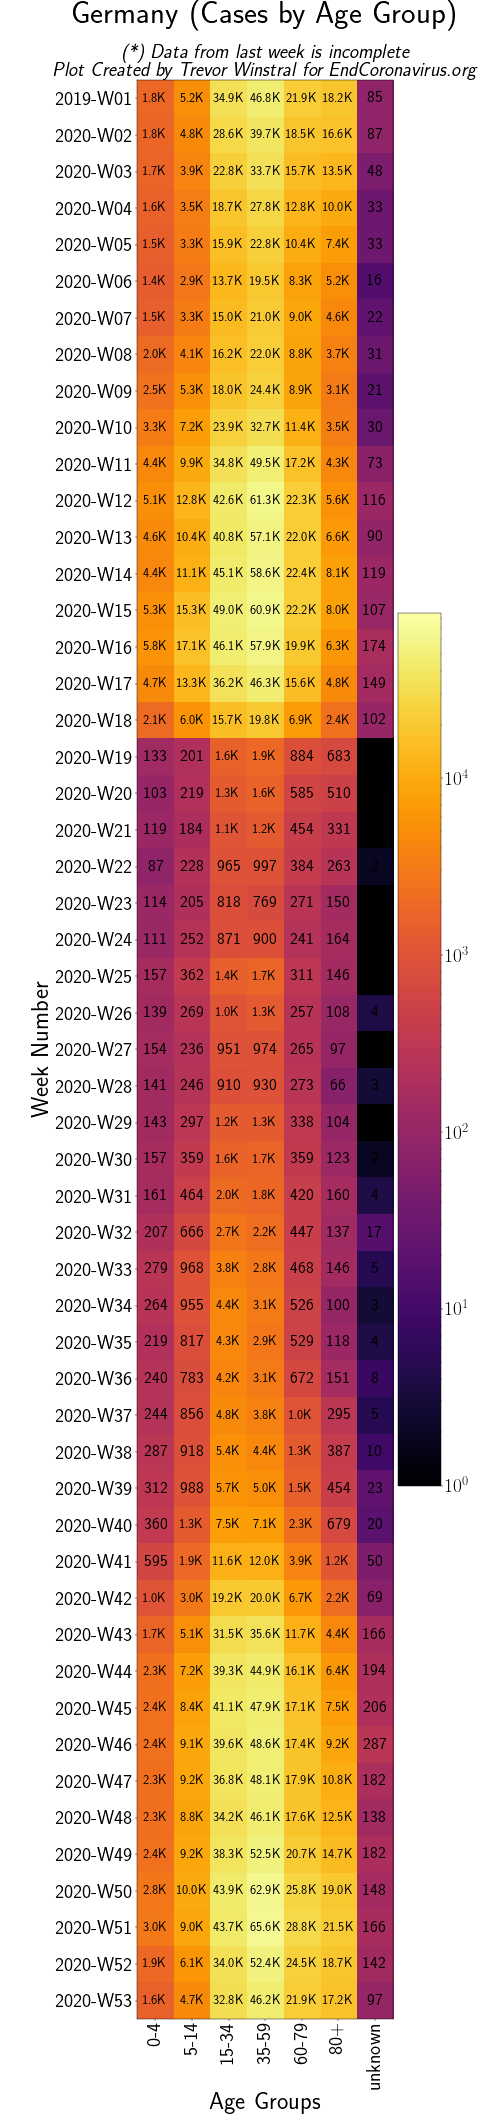 Germany (Cases by Age Group)
(*) Data from last week is incomplete
Plot Created by Trevor Winstral for EndCoronavirus.org
2019-W01 1.8K 5.2K 34.9K 46.8K 21.9K 18.2K 85
2020-W02 1.8K 4.8K 28.6K 39.7K 18.5K 16.6K 87
2020-W03 1.7K 3.9K 22.8K 33.7K 15.7K 13.5K 48
2020-W04 1.6K 3.5K 18.7K 27.8K 12.8K 10.0K 33
2020-W05 1.5K 3.3K 15.9K 22.8K 10.4K 7.4K 33
2020-W06 1.4K 2.9K 13.7K 19.5K 8.3K 5.2K 16
2020-W07 1.5K 3.3K 15.0K 21.0K 9.0K 4.6K 22
2020-W08 2.0K 4.1K 16.2K 22.0K 8.8K 3.7K 31
2020-W09 2.5K 5.3K 18.0K 24.4K 8.9K 3.1K 21
2020-W10 3.3K 7.2K 23.9K 32.7K 11.4K 3.5K 30
2020-W11 4.4K 9.9K 34.8K 49.5K 17.2K 4.3K 73
2020-W12 5.1K 12.8K 42.6K 61.3K 22.3K 5.6K 116
2020-W13 4.6K 10.4K 40.8K 57.1K 22.0K 6.6K 90
2020-W14 4.4K 11.1K 45.1K 58.6K 22.4K 8.1K 119
2020-W15 5.3K 15.3K 49.0K 60.9K 22.2K 8.0K 107
2020-W16 5.8K 17.1K 46.1K 57.9K 19.9K 6.3K 174
2020-W17 4.7K 13.3K 36.2K 46.3K 15.6K 4.8K 149
2020-W18 2.1K 6.0K 15.7K 19.8K 6.9K 2.4K 102
2020-W19 133 201 1.6K 1.9K 884 683
2020-W20 103 219 1.3K 1.6K 585 510
2020-W21 119 184 1.1K 1.2K 454 331
2020-W22 87 228 965 997 384 263 2
2020-W23 114 205 818 769 271 150
2020-W24 111 252 871 900 241 164
2020-W25 157 362 1.4K 1.7K 311 146
2020-W26 139 269 1.0K 1.3K 257 108 4
2020-W27 154 236 951 974 265 97
2020-W28 141 246 910 930 273 66 3
2020-W29 143 297 1.2K 1.3K 338 104
2020-W30 157 359 1.6K 1.7K 359 123 2
2020-W31 161 464 2.0K 1.8K 420 160 4
2020-W32 207 666 2.7K 2.2K 447 137 17
2020-W33 279 968 3.8K 2.8K 468 146 5
2020-W34 264 955 4.4K 3.1K 526 100 3
2020-W35 219 817 4.3K 2.9K 529 118 4
2020-W36 240 783 4.2K 3.1K 672 151 8
2020-W37 244 856 4.8K 3.8K 1.0K 295 5
2020-W38 287 918 5.4K 4.4K 1.3K 387 10
2020-W39 312 988 5.7K 5.0K 1.5K 454 23
2020-W40 360 1.3K 7.5K 7.1K 2.3K 679 20
2020-W41 595 1.9K 11.6K 12.0K 3.9K 1.2K 50
2020-W42 1.0K 3.0K 19.2K 20.0K 6.7K 2.2K 69
2020-W43 1.7K 5.1K 31.5K 35.6K 11.7K 4.4K 166
2020-W44 2.3K 7.2K 39.3K 44.9K 16.1K 6.4K 194
2020-W45 2.4K 8.4K 41.1K 47.9K 17.1K 7.5K 206
2020-W46 2.4K 9.1K 39.6K 48.6K 17.4K 9.2K 287
2020-W47 2.3K 9.2K 36.8K 48.1K 17.9K 10.8K 182
2020-W48 2.3K 8.8K 34.2K 46.1K 17.6K 12.5K 138
2020-W49 2.4K 9.2K 38.3K 52.5K 20.7K 14.7K 182
2020-W50 2.8K 10.0K 43.9K 62.9K 25.8K 19.0K 148
2020-W51 3.0K 9.0K 43.7K 65.6K 28.8K 21.5K 166
2020-W52 1.9K 6.1K 34.0K 52.4K 24.5K 18.7K 142
2020-W53 1.6K 4.7K 32.8K 46.2K 21.9K 17.2K 97
0-4 5-14 15-34 35-59 60-79 80+ unknown
Age Groups
Week Number
10⁴
10³
10²
10¹
10⁰